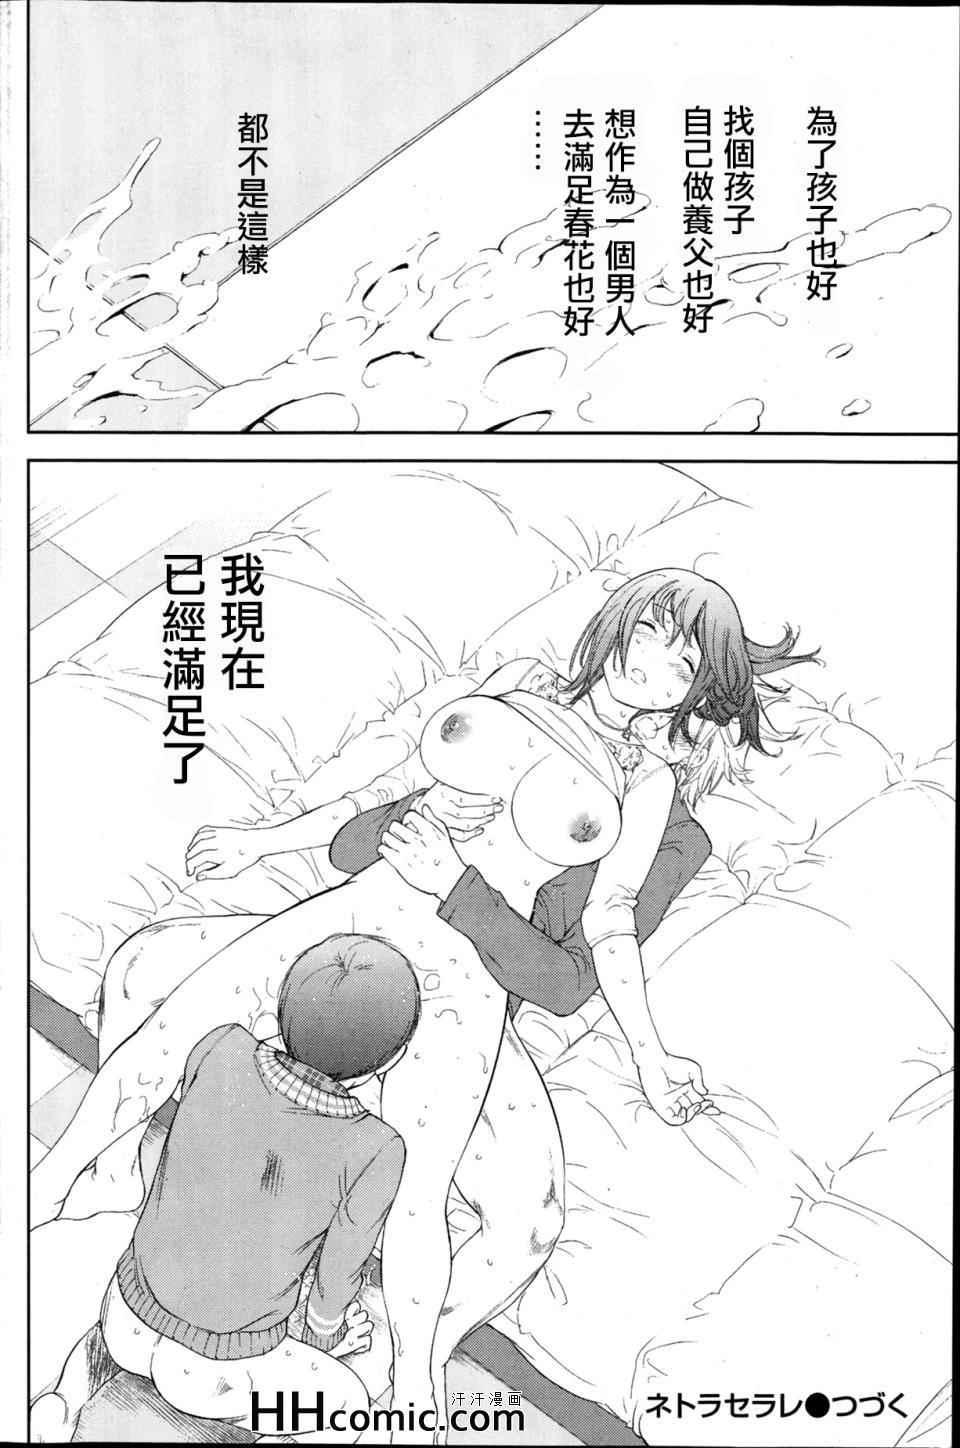 為了孩子也好
找個孩子
自己做養父也好
想作為一個男人
去滿足春花也好
……
都不是這樣
我現在
已經滿足了
汗汗漫画
HHcomic.com
ネトラセラレ●つづく